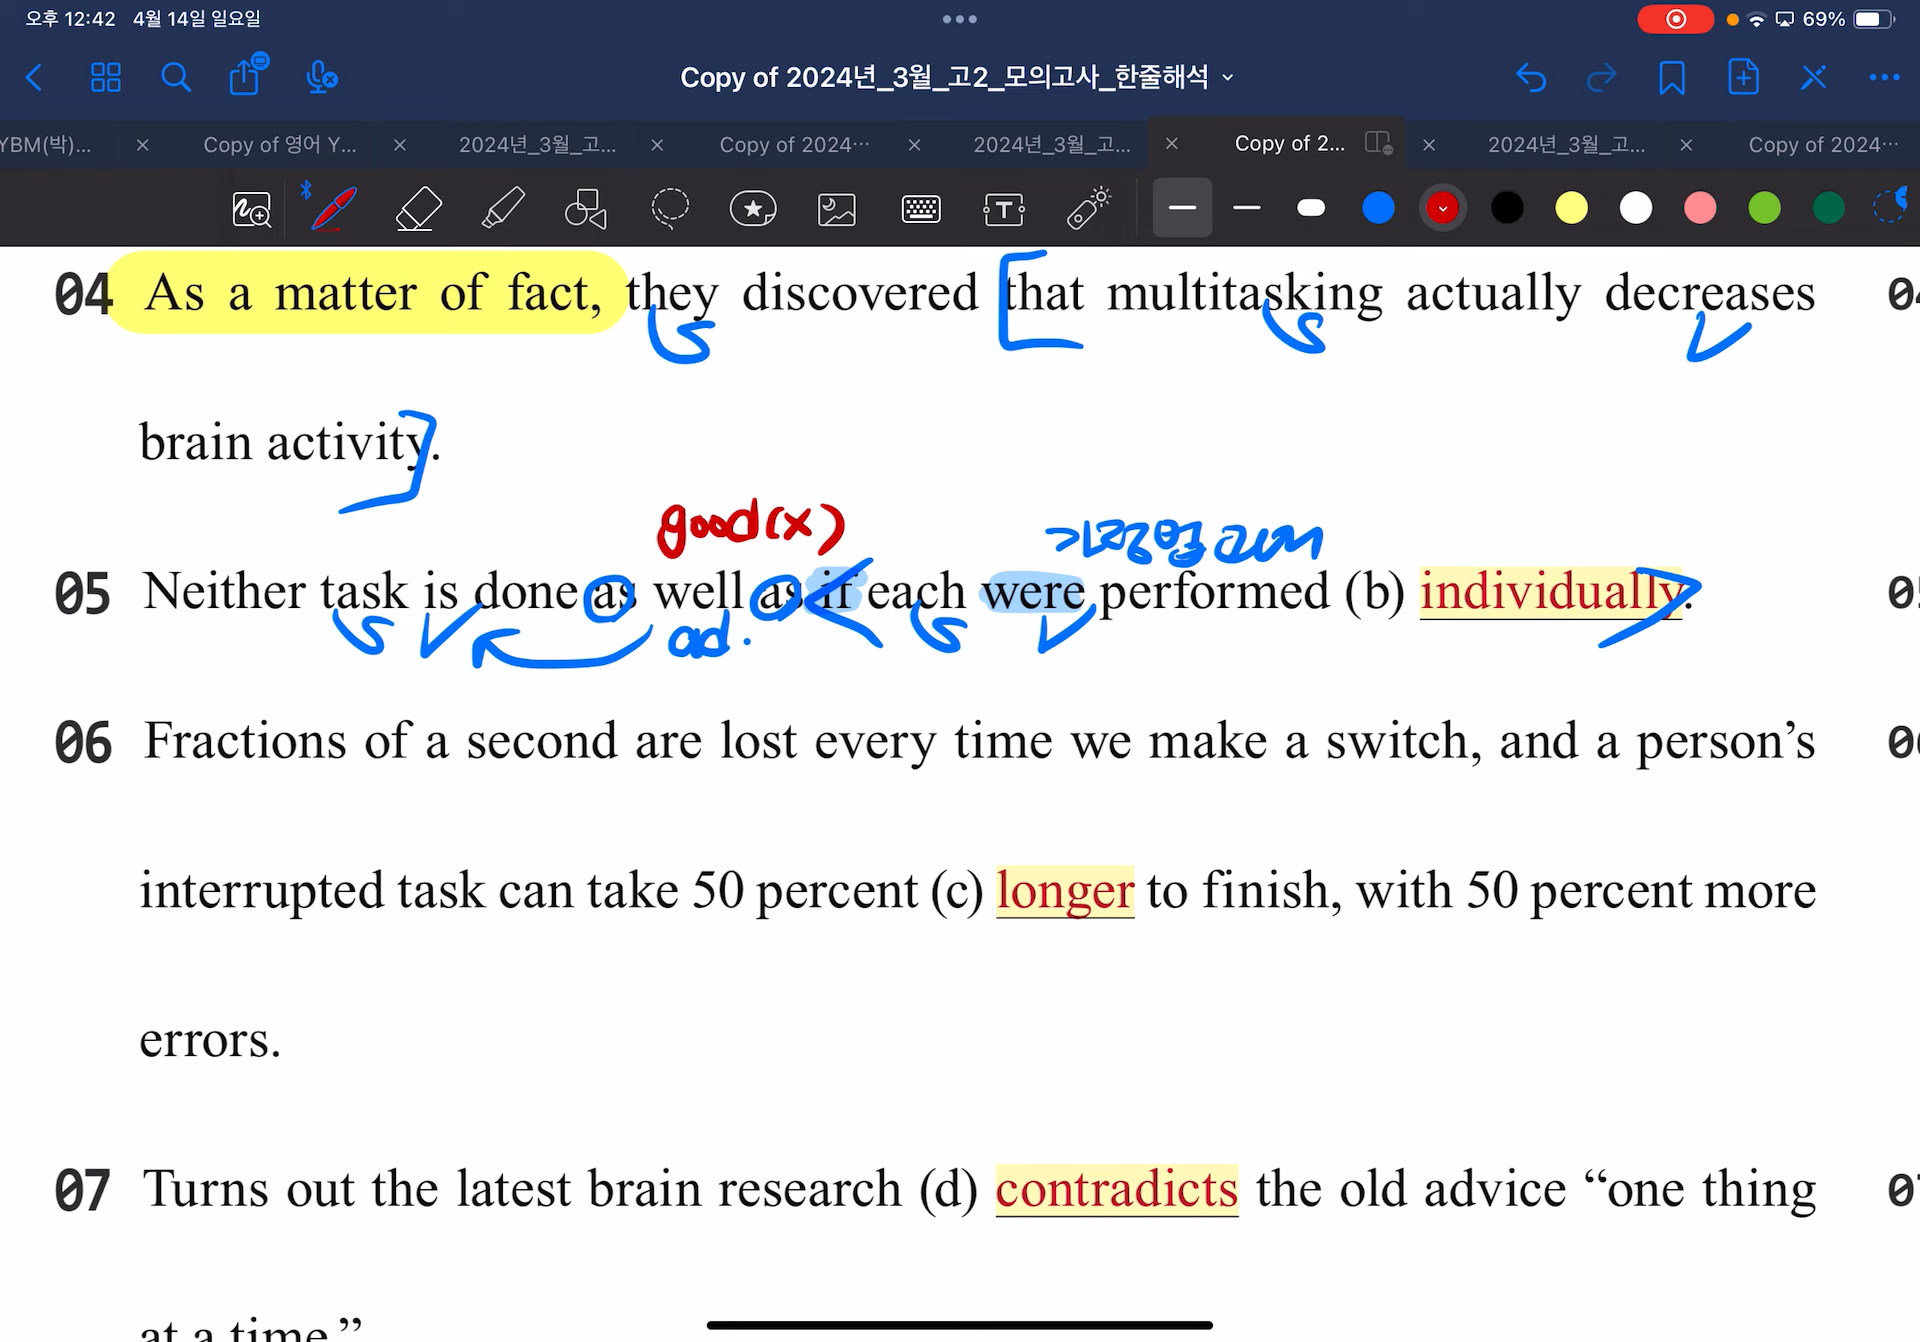 오후 12:42 4월 14일 일요일
69%
Copy of 2024년_3월_고2_모의고사_한줄해석
YBM(박)... Copy of 영어 Y... 2024년_3월_고... Copy of 2024... 2024년_3월_고... Copy of 2... 2024년_3월_고... Copy of 2024...
04 As a matter of fact, they discovered that multitasking actually decreases
S S V
brain activity.
good(x) 가정법 과거
05 Neither task is done as well as if each were performed (b) individually.
S V ad. S V
06 Fractions of a second are lost every time we make a switch, and a person's
interrupted task can take 50 percent (c) longer to finish, with 50 percent more
errors.
07 Turns out the latest brain research (d) contradicts the old advice “one thing
at a time.”